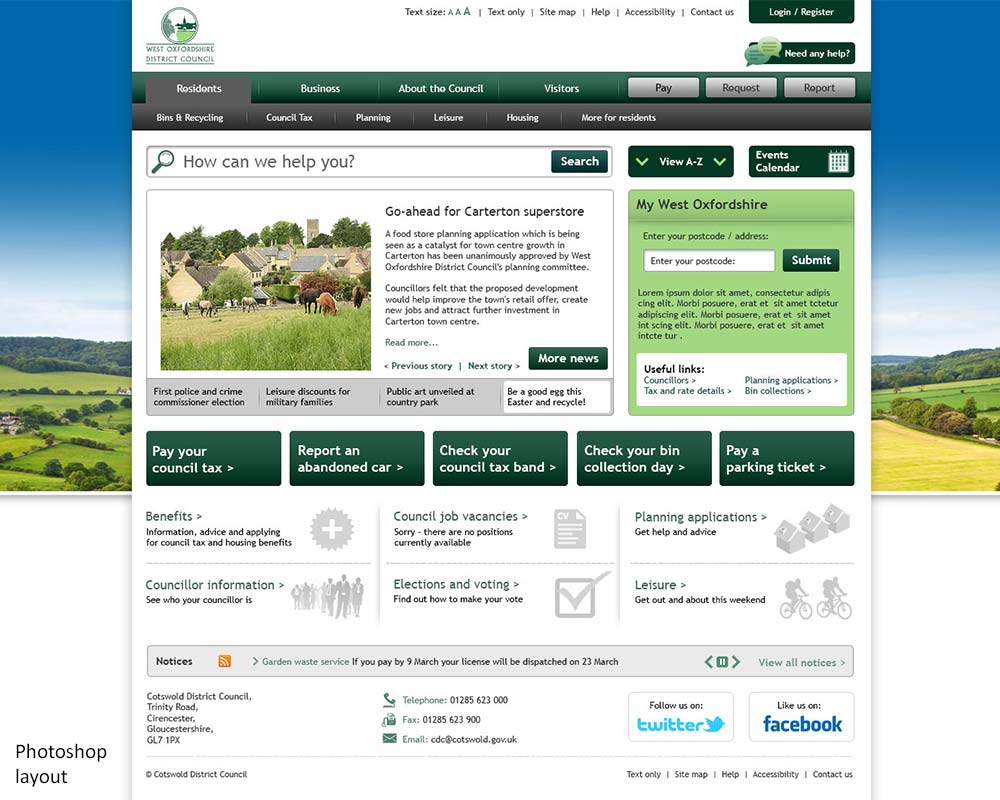 Text size: A A A | Text only | Site map | Help | Accessibility | Contact us
Login / Register
WEST OXFORDSHIRE
DISTRICT COUNCIL
Need any help?
Residents Business About the Council Visitors Pay Request Report
Bins & Recycling Council Tax Planning Leisure Housing More for residents
How can we help you? Search
View A-Z
Events
Calendar
Go-ahead for Carterton superstore
A food store planning application which is being
seen as a catalyst for town centre growth in
Carterton has been unanimously approved by West
Oxfordshire District Council's planning committee.
Councillors felt that the proposed development
would help improve the town's retail offer, create
new jobs and attract further investment in
Carterton town centre.
Read more...
< Previous story | Next story >
More news
First police and crime
commissioner election
Leisure discounts for
military families
Public art unveiled at
country park
Be a good egg this
Easter and recycle!
My West Oxfordshire
Enter your postcode / address:
Enter your postcode: Submit
Lorem ipsum dolor sit amet, consectetur adipis
cing elit. Morbi posuere, erat et  sit amet tctetur
adipiscing elit. Morbi posuere, erat et  sit amet
int scing elit. Morbi posuere, erat et  sit amet
intcte tur .
Useful links:
Councillors > Planning applications >
Tax and rate details > Bin collections >
Pay your
council tax >
Report an
abandoned car >
Check your
council tax band >
Check your bin
collection day >
Pay a
parking ticket >
Benefits >
Information, advice and applying
for council tax and housing benefits
Council job vacancies >
Sorry - there are no positions
currently available
CV
Planning applications >
Get help and advice
Councillor information >
See who your councillor is
Elections and voting >
Find out how to make your vote
Leisure >
Get out and about this weekend
Notices > Garden waste service If you pay by 9 March your license will be dispatched on 23 March View all notices >
Cotswold District Council,
Trinity Road,
Cirencester,
Gloucestershire,
GL7 1PX
Telephone: 01285 623 000
Fax: 01285 623 900
Email: cdc@cotswold.gov.uk
Follow us on:
twitter
Like us on:
facebook
Photoshop
layout
© Cotswold District Council
Text only | Site map | Help | Accessibility | Contact us